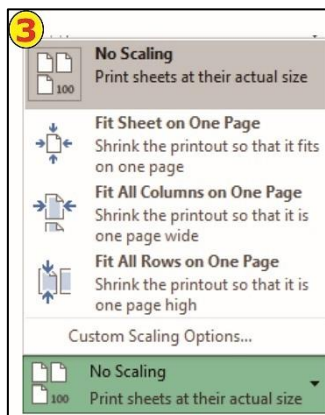 3
No Scaling
Print sheets at their actual size
100
Fit Sheet on One Page
Shrink the printout so that it fits
on one page
Fit All Columns on One Page
Shrink the printout so that it is
one page wide
Fit All Rows on One Page
Shrink the printout so that it is
one page high
Custom Scaling Options...
No Scaling
100
Print sheets at their actual size